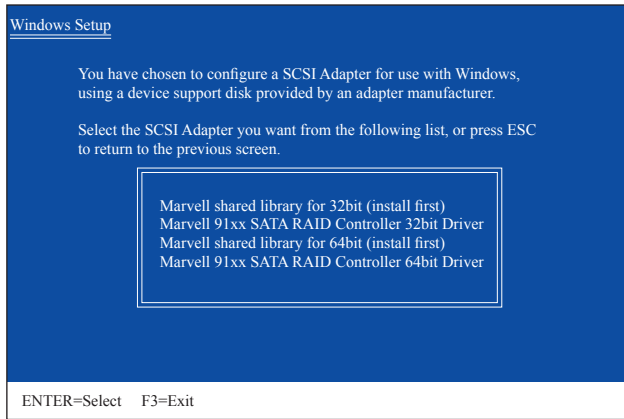 Windows Setup
You have chosen to configure a SCSI Adapter for use with Windows,
using a device support disk provided by an adapter manufacturer.
Select the SCSI Adapter you want from the following list, or press ESC
to return to the previous screen.
Marvell shared library for 32bit (install first)
Marvell 91xx SATA RAID Controller 32bit Driver
Marvell shared library for 64bit (install first)
Marvell 91xx SATA RAID Controller 64bit Driver
ENTER=Select F3=Exit